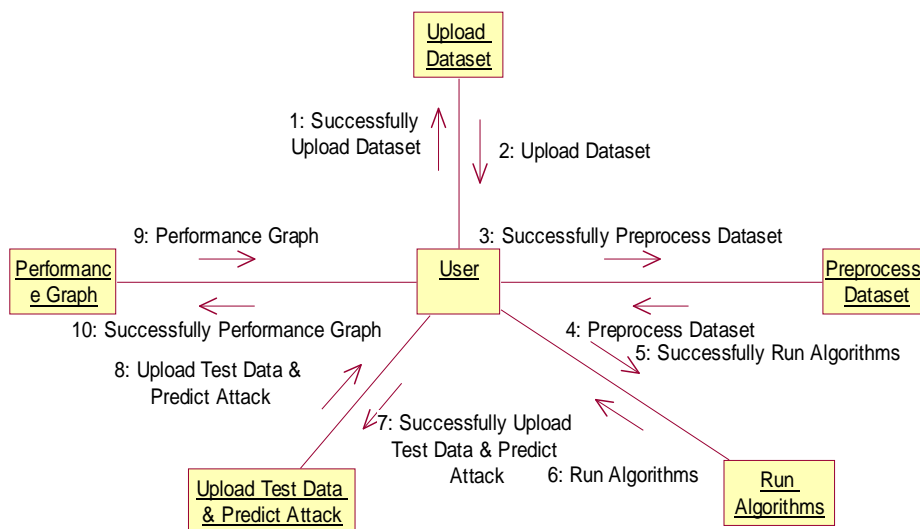 Upload
Dataset
1: Successfully
Upload Dataset
2: Upload Dataset
9: Performance Graph
3: Successfully Preprocess Dataset
Performanc
e Graph
User
Preprocess
Dataset
10: Successfully Performance Graph
4: Preprocess Dataset
5: Successfully Run Algorithms
8: Upload Test Data &
Predict Attack
7: Successfully Upload
Test Data & Predict
Attack
6: Run Algorithms
Upload Test Data
& Predict Attack
Run
Algorithms